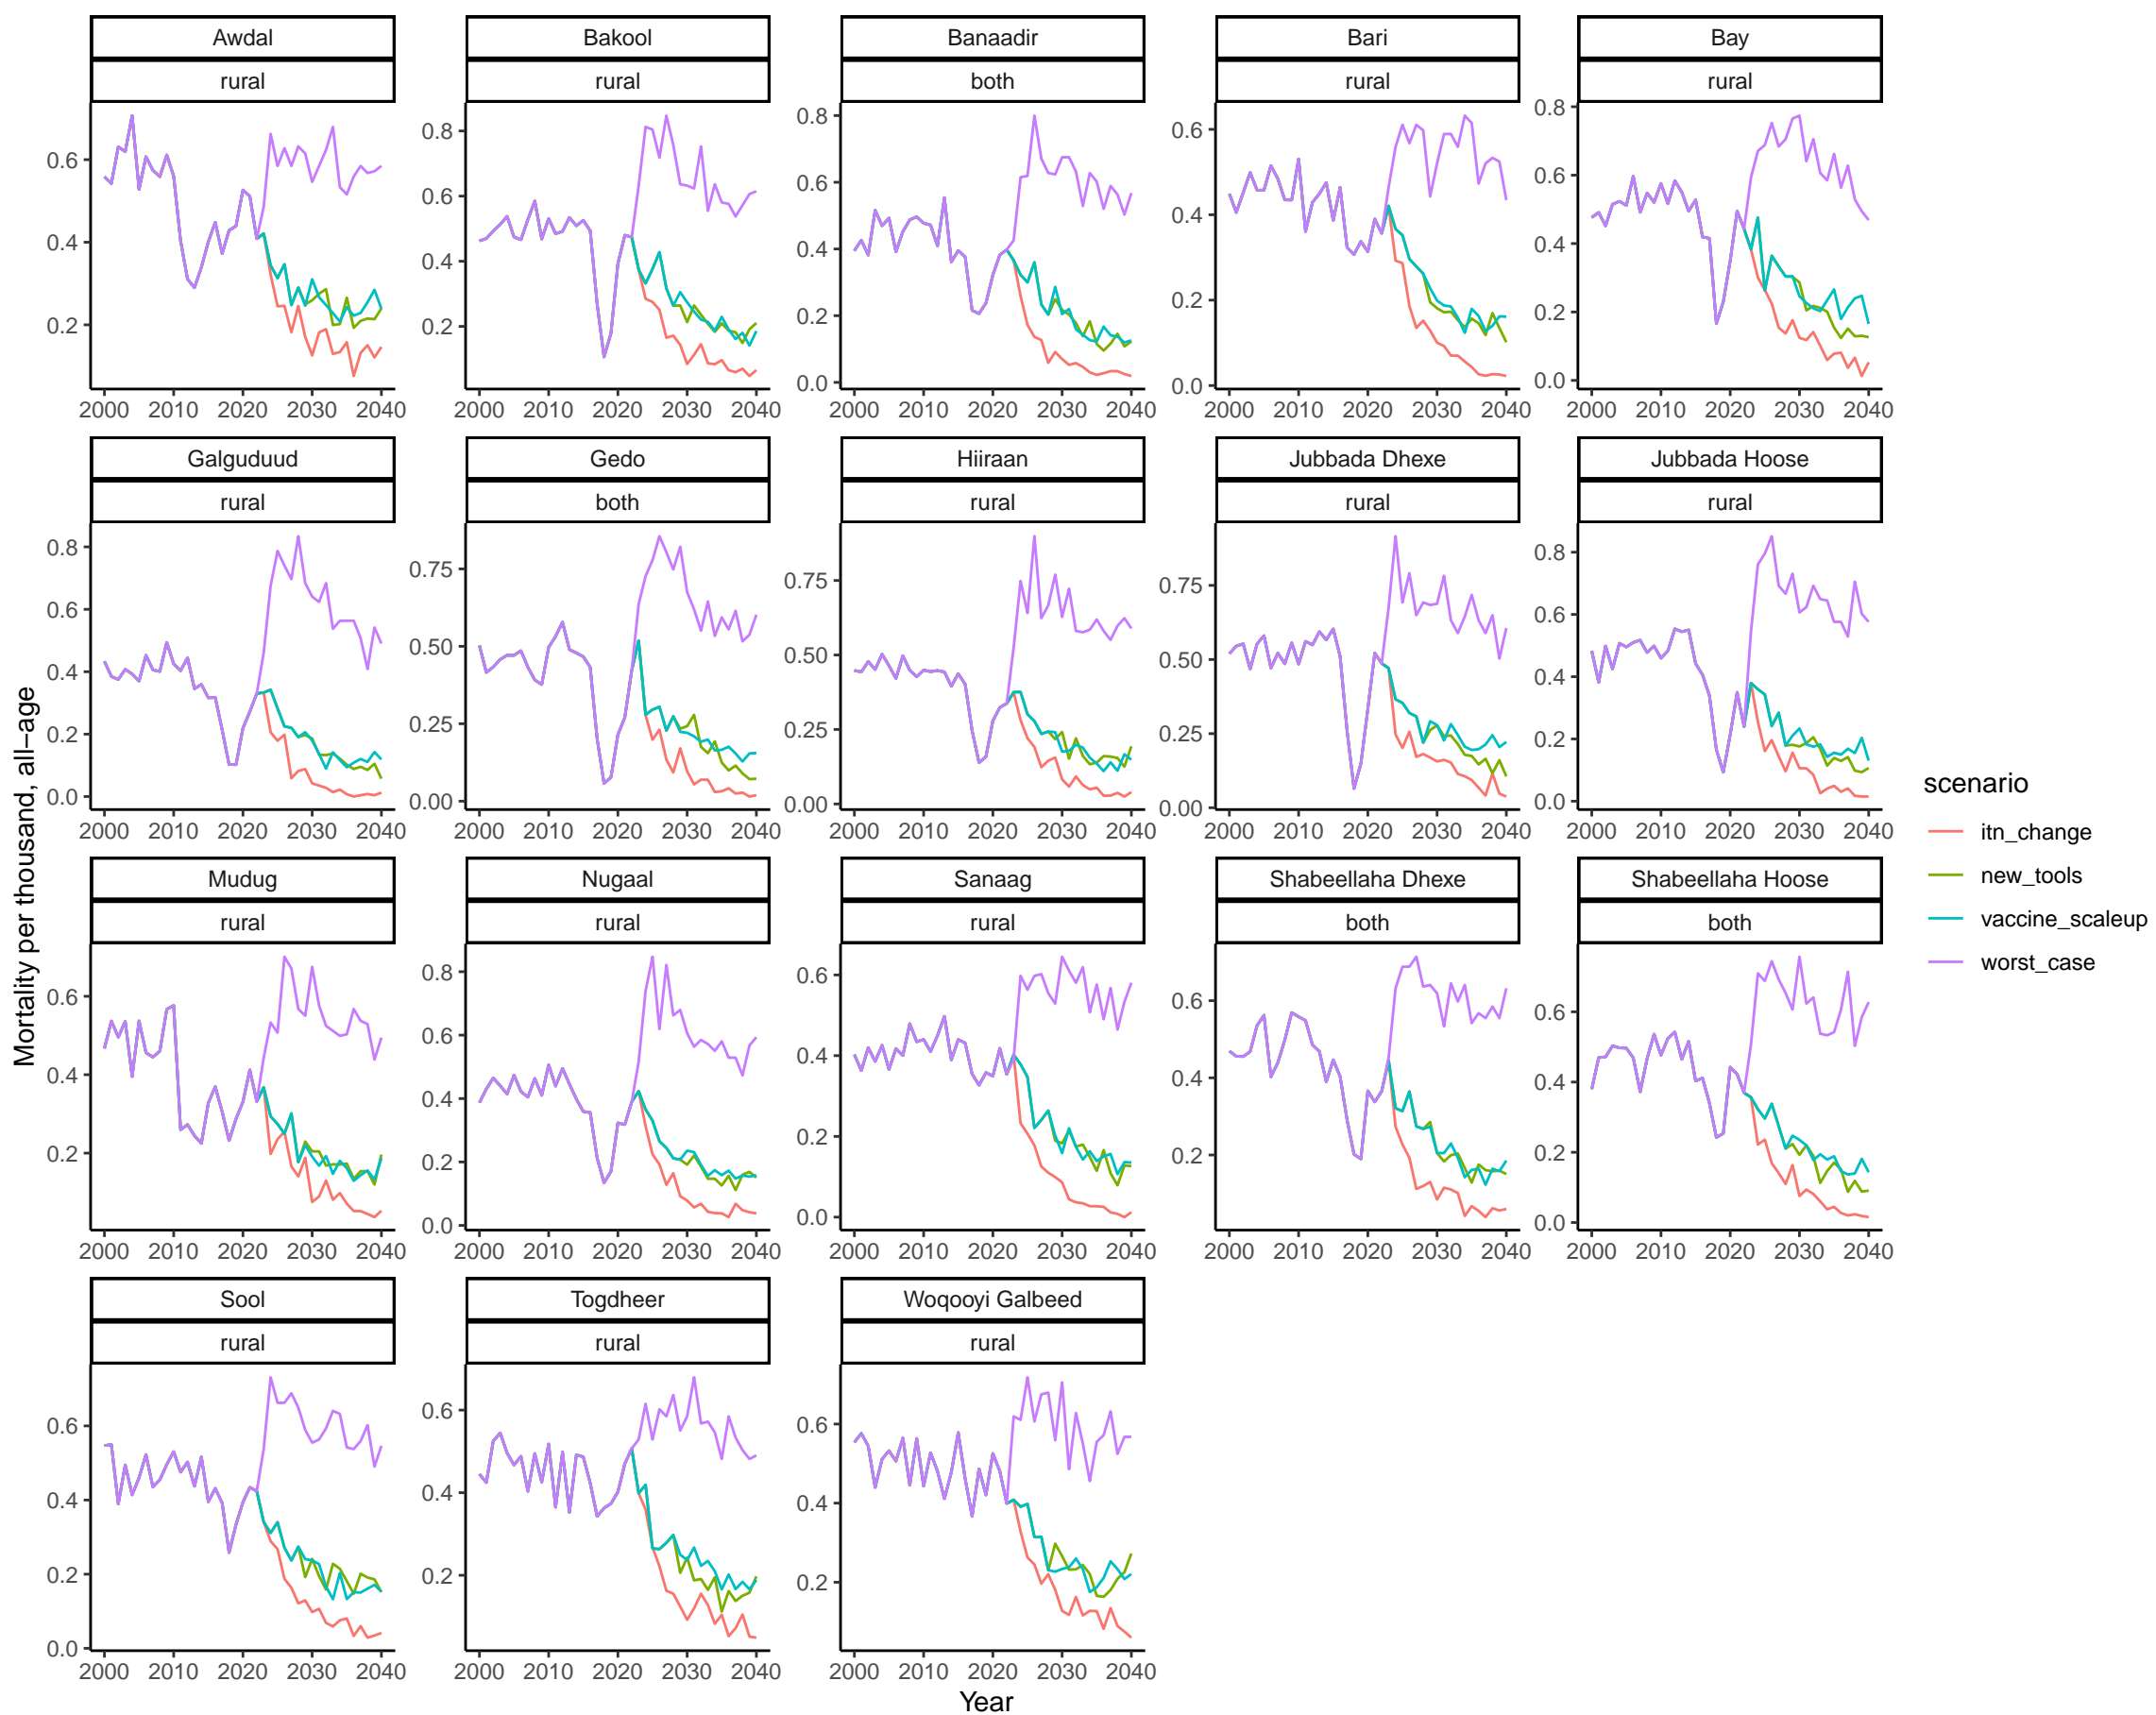 Awdal
rural
Bakool
rural
Banaadir
both
Bari
rural
Bay
rural
0.6
0.4
0.2
0.8
0.6
0.4
0.2
0.8
0.6
0.4
0.2
0.0
0.6
0.4
0.2
0.0
0.8
0.6
0.4
0.2
0.0
2000 2010 2020 2030 2040
2000 2010 2020 2030 2040
2000 2010 2020 2030 2040
2000 2010 2020 2030 2040
2000 2010 2020 2030 2040
Galguduud
rural
Gedo
both
Hiiraan
rural
Jubbada Dhexe
rural
Jubbada Hoose
rural
0.8
0.6
0.4
0.2
0.0
0.75
0.50
0.25
0.00
0.75
0.50
0.25
0.00
0.75
0.50
0.25
0.00
0.8
0.6
0.4
0.2
0.0
2000 2010 2020 2030 2040
2000 2010 2020 2030 2040
2000 2010 2020 2030 2040
2000 2010 2020 2030 2040
2000 2010 2020 2030 2040
Mortality per thousand, all−age
Mudug
rural
Nugaal
rural
Sanaag
rural
Shabeellaha Dhexe
both
Shabeellaha Hoose
both
0.6
0.4
0.2
0.8
0.6
0.4
0.2
0.0
0.6
0.4
0.2
0.0
0.6
0.4
0.2
0.6
0.4
0.2
0.0
2000 2010 2020 2030 2040
2000 2010 2020 2030 2040
2000 2010 2020 2030 2040
2000 2010 2020 2030 2040
2000 2010 2020 2030 2040
Sool
rural
Togdheer
rural
Woqooyi Galbeed
rural
0.6
0.4
0.2
0.0
0.6
0.4
0.2
0.6
0.4
0.2
2000 2010 2020 2030 2040
2000 2010 2020 2030 2040
2000 2010 2020 2030 2040
Year
scenario
itn_change
new_tools
vaccine_scaleup
worst_case